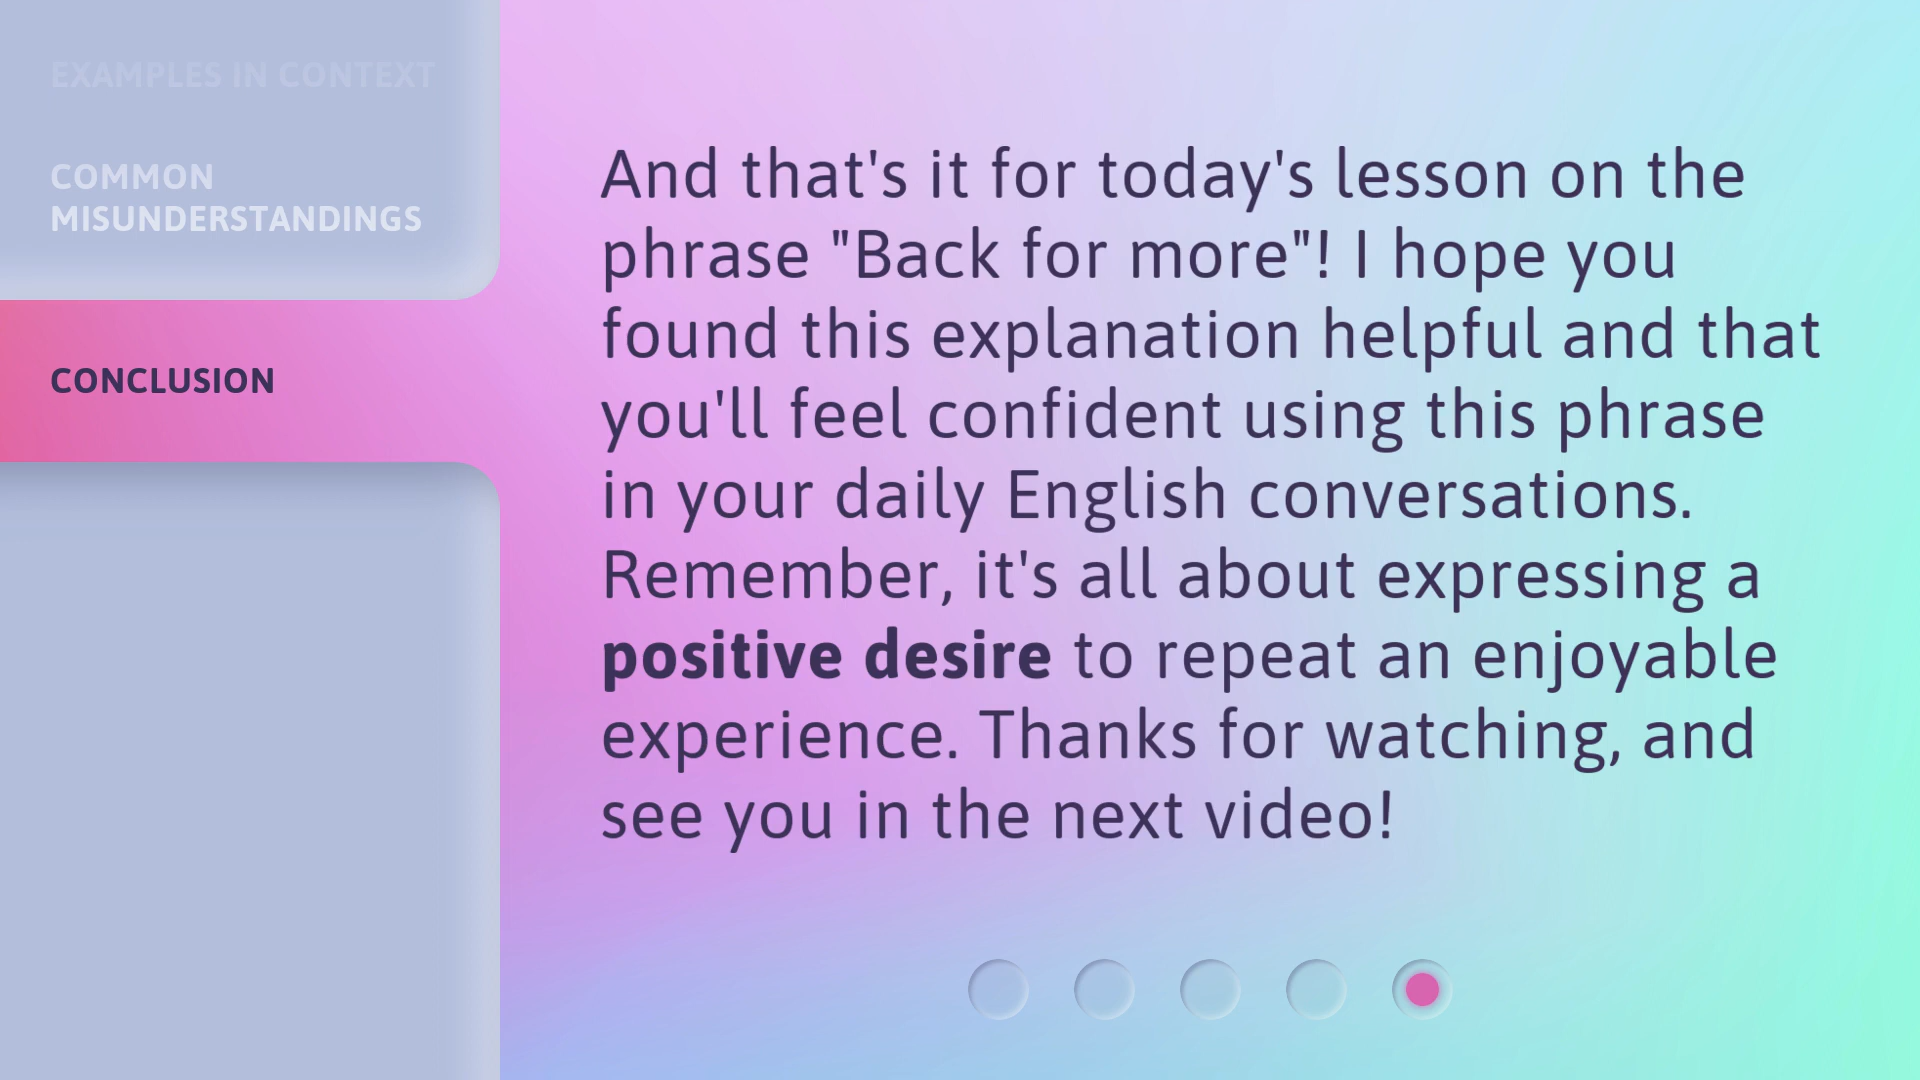 EXAMPLES IN CONTEXT
COMMON
MISUNDERSTANDINGS
CONCLUSION
And that's it for today's lesson on the
phrase "Back for more"! I hope you
found this explanation helpful and that
you'll feel confident using this phrase
in your daily English conversations.
Remember, it's all about expressing a
positive desire to repeat an enjoyable
experience. Thanks for watching, and
see you in the next video!